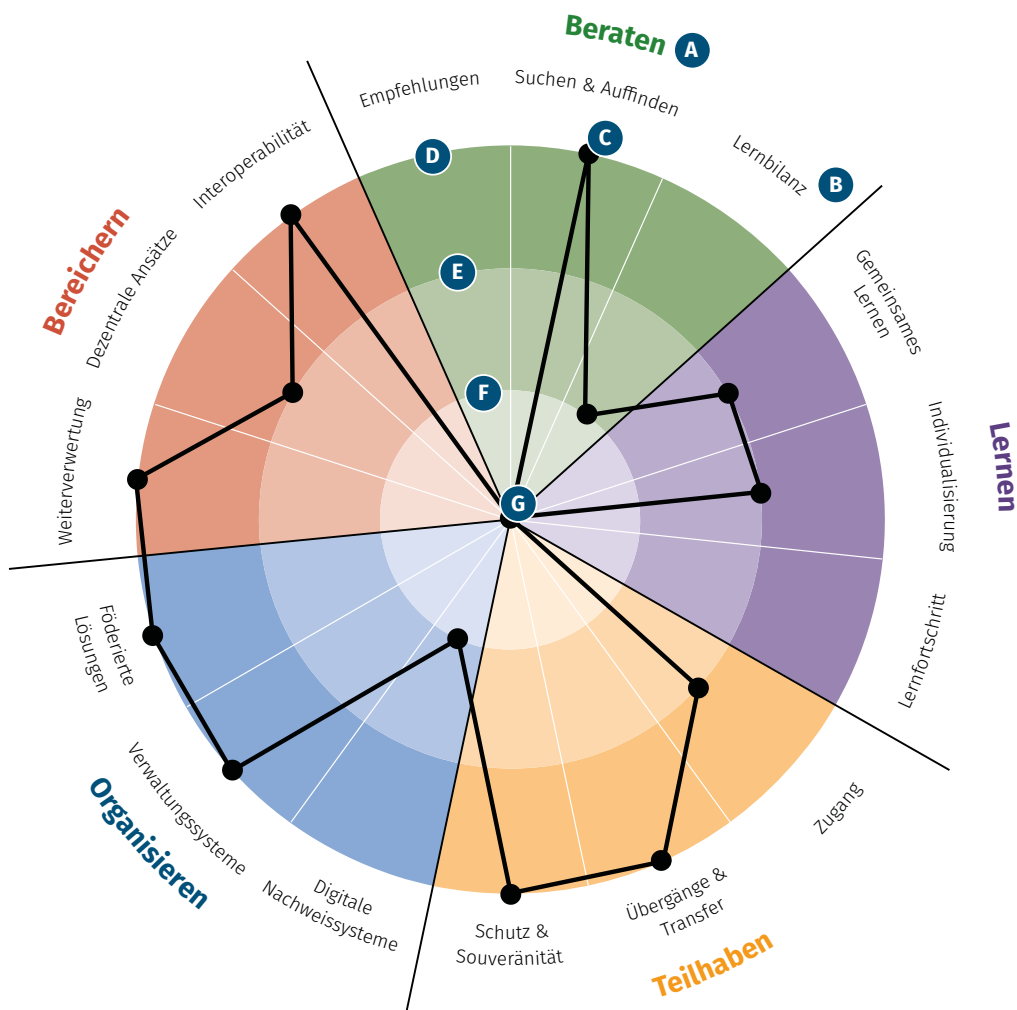 Beraten
A
Empfehlungen
Suchen & Auffinden
Lernbilanz
B
C
D
E
F
G
Gemeinsames
Lernen
Individualisierung
Lernfortschritt
Lernen
Zugang
Übergänge &
Transfer
Schutz &
Souveränität
Teilhaben
Digitale
Nachweissysteme
Verwaltungssysteme
Föderierte
Lösungen
Organisieren
Weiterverwertung
Dezentrale Ansätze
Interoperabilität
Bereichern